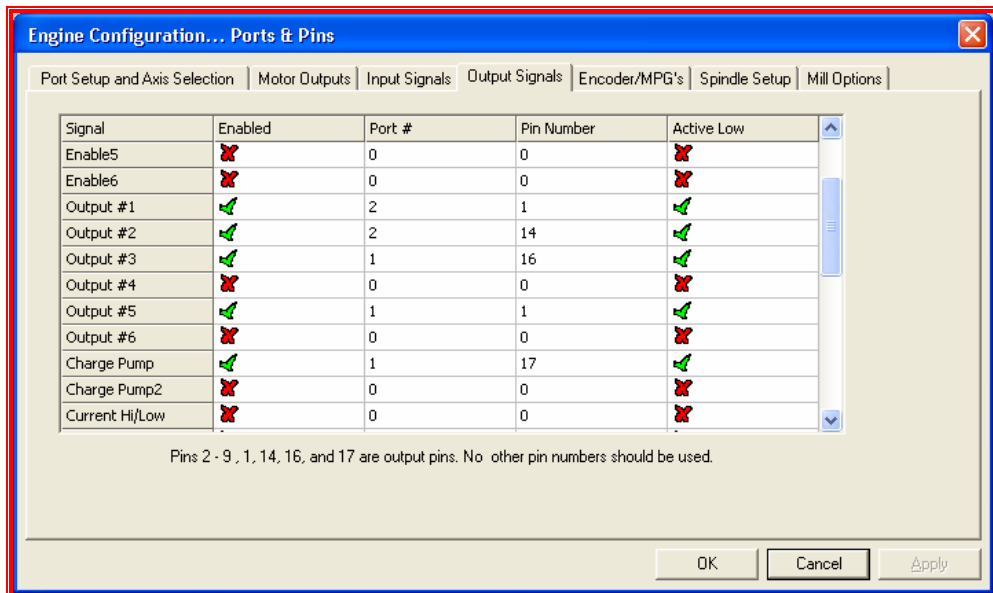 Engine Configuration... Ports & Pins
Port Setup and Axis Selection Motor Outputs Input Signals Output Signals Encoder/MPG's Spindle Setup Mill Options
Signal Enabled Port # Pin Number Active Low
Enable5 0 0
Enable6 0 0
Output #1 2 1
Output #2 2 14
Output #3 1 16
Output #4 0 0
Output #5 1 1
Output #6 0 0
Charge Pump 1 17
Charge Pump2 0 0
Current Hi/Low 0 0
Pins 2 - 9 , 1, 14, 16, and 17 are output pins. No other pin numbers should be used.
OK Cancel Apply